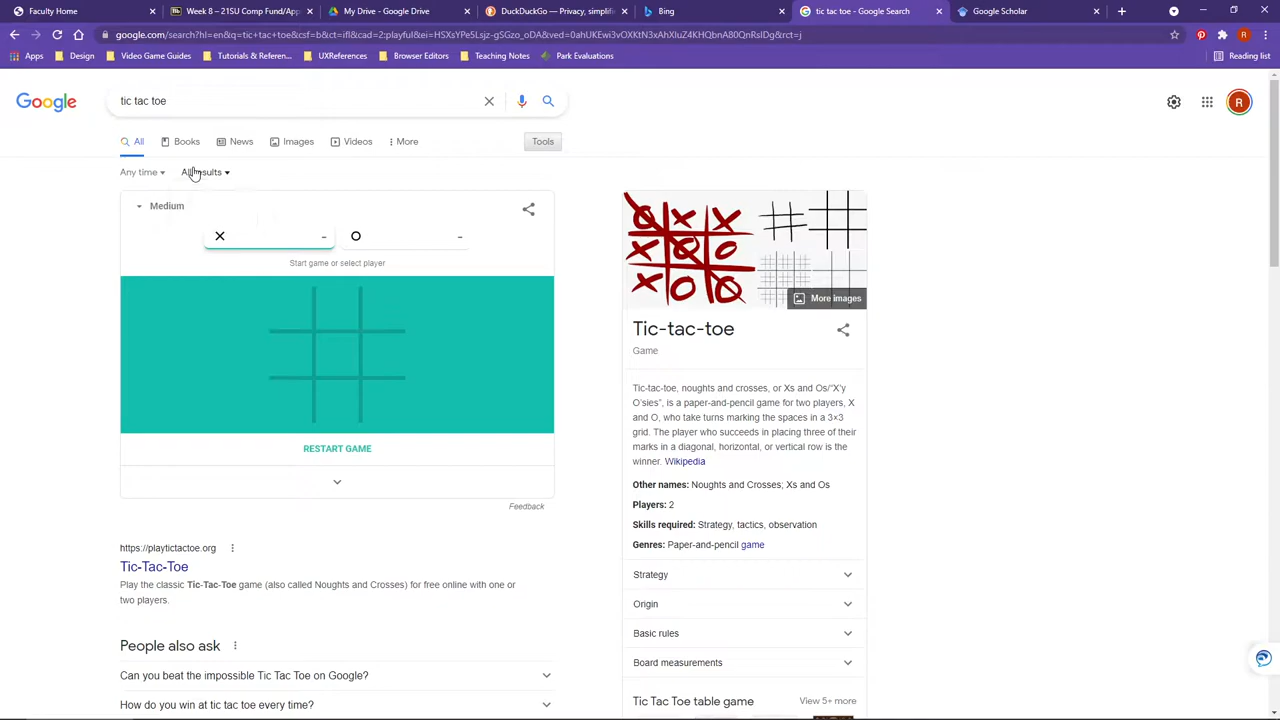 Faculty Home
Week 8 – 21SU Comp Fund/App
My Drive - Google Drive
DuckDuckGo — Privacy, simplifi
Bing
tic tac toe - Google Search
Google Scholar
google.com/search?hl=en&q=tic+tac+toe&csf=b&ct=ifl&cad=2:playful&ei=HSXsYPe5Lsjz-gSGzo_oDA&ved=0ahUKEwi3vOXKtN3xAhXluZ4KHQbnA80QNRsIDg&rct=j
Apps
Design
Video Game Guides
Tutorials & Referen...
UXReferences
Browser Editors
Teaching Notes
Park Evaluations
Reading list
Google
tic tac toe
R
All
Books
News
Images
Videos
More
Tools
Any time
All results
Medium
X -
O -
Start game or select player
RESTART GAME
Feedback
https://playtictactoe.org
Tic-Tac-Toe
Play the classic Tic-Tac-Toe game (also called Noughts and Crosses) for free online with one or
two players.
People also ask
Can you beat the impossible Tic Tac Toe on Google?
How do you win at tic tac toe every time?
More images
Tic-tac-toe
Game
Tic-tac-toe, noughts and crosses, or Xs and Os/"X'y
O'sies", is a paper-and-pencil game for two players, X
and O, who take turns marking the spaces in a 3×3
grid. The player who succeeds in placing three of their
marks in a diagonal, horizontal, or vertical row is the
winner. Wikipedia
Other names: Noughts and Crosses; Xs and Os
Players: 2
Skills required: Strategy, tactics, observation
Genres: Paper-and-pencil game
Strategy
Origin
Basic rules
Board measurements
Tic Tac Toe table game
View 5+ more